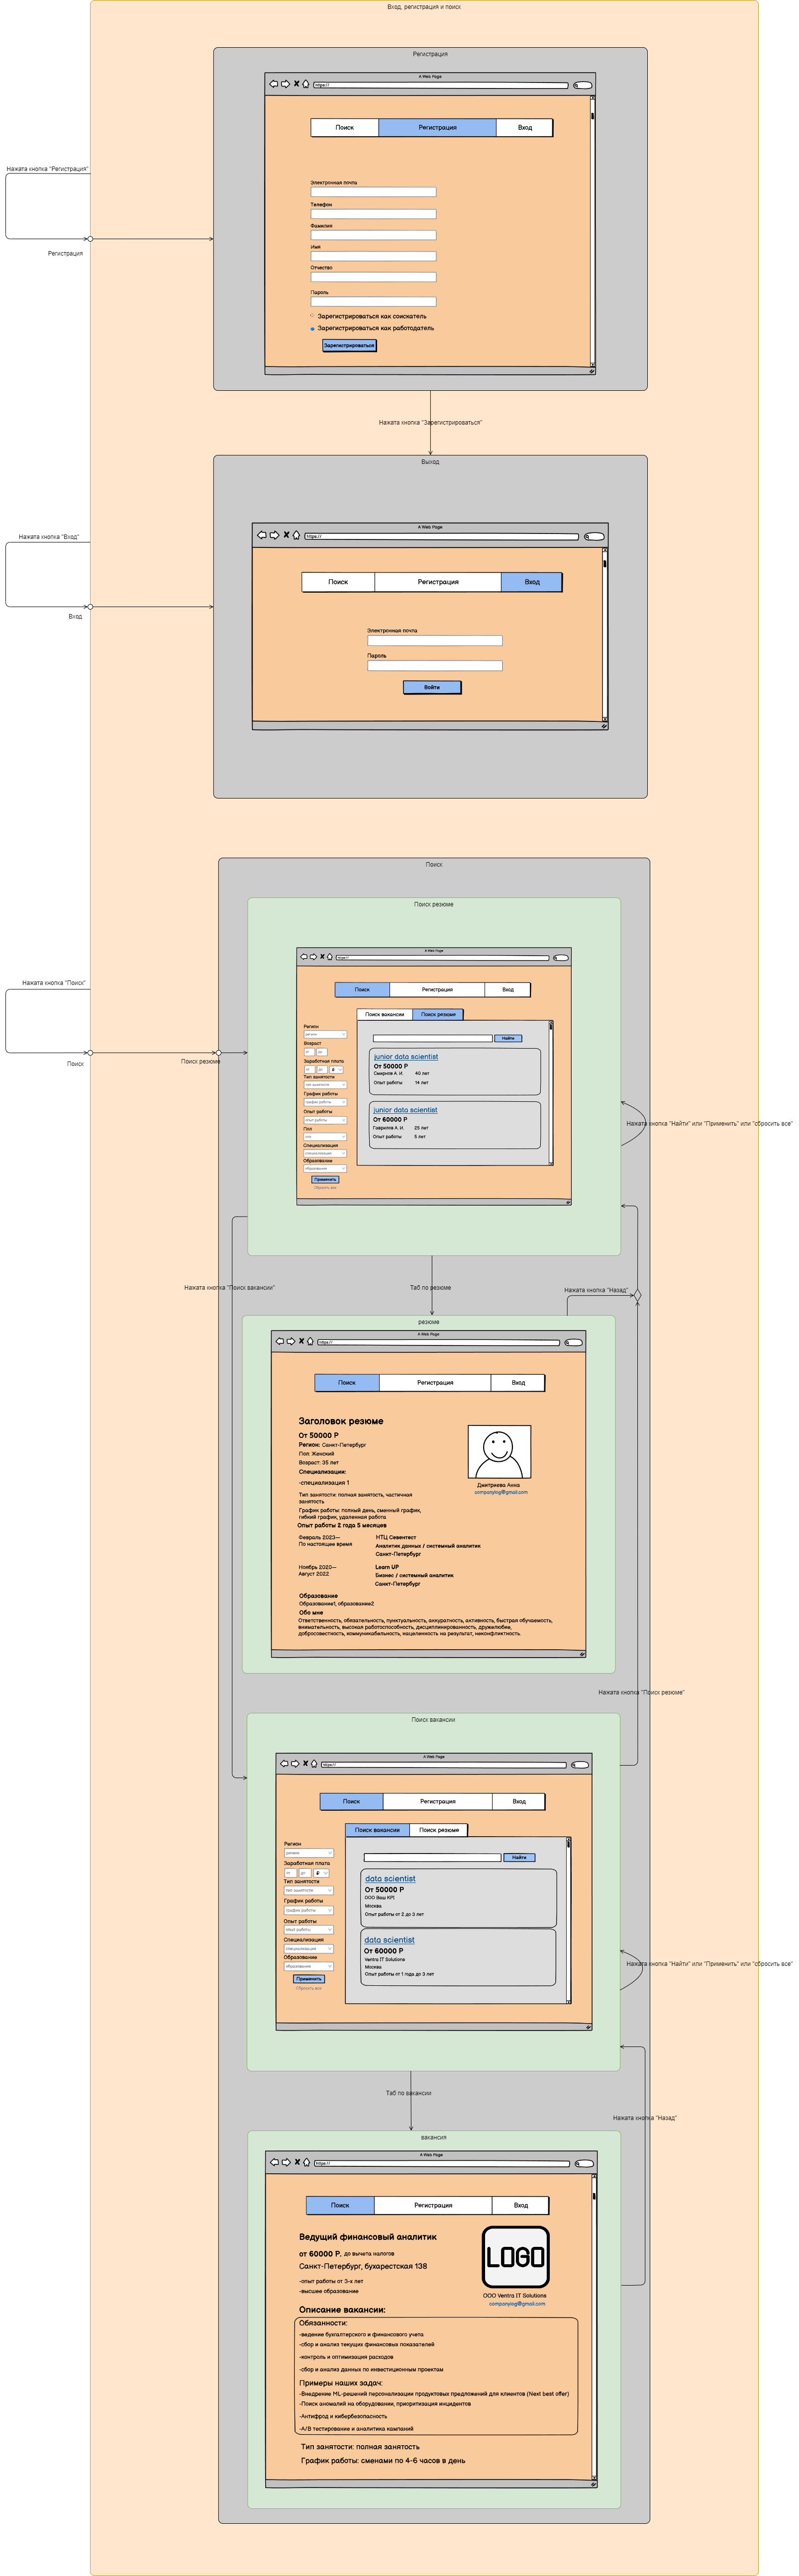 Вход, регистрация и поиск
Регистрация
A Web Page
https://
Поиск
Регистрация
Вход
Электронная почта
Телефон
Фамилия
Имя
Отчество
Пароль
Зарегистрироваться как соискатель
Зарегистрироваться как работодатель
Зарегистрироваться
Нажата кнопка "Регистрация"
Регистрация
Нажата кнопка "Зарегистрироваться"
Выход
A Web Page
https://
Поиск
Регистрация
Вход
Электронная почта
Пароль
Войти
Нажата кнопка "Вход"
Вход
Поиск
Поиск резюме
A Web Page
https://
Поиск
Регистрация
Вход
Поиск вакансии
Поиск резюме
Найти
Регион
регион
Возраст
от
до
Заработная плата
от
до
₽
Тип занятости
тип занятости
График работы
график работы
Опыт работы
опыт работы
Пол
пол
Специализация
специализация
Образование
образование
Применить
Сбросить все
junior data scientist
От 50000 Р
Смирнов А. И.
40 лет
Опыт работы
14 лет
junior data scientist
От 60000 Р
Гаврилов А. И.
25 лет
Опыт работы
5 лет
Нажата кнопка "Поиск"
Поиск
Поиск резюме
Нажата кнопка "Найти" или "Применить" или "сбросить все"
Нажата кнопка "Поиск вакансии"
Таб по резюме
Нажата кнопка "Назад"
резюме
A Web Page
https://
Поиск
Регистрация
Вход
Заголовок резюме
От 50000 Р
Регион: Санкт-Петербург
Пол: Женский
Возраст: 35 лет
Специализации:
-специализация 1
Тип занятости: полная занятость, частичная
занятость
График работы: полный день, сменный график,
гибкий график, удаленная работа
Опыт работы 2 года 5 месяцев
Дмитриева Анна
companying@gmail.com
Февраль 2023—
По настоящее время
НТЦ Севентест
Аналитик данных / системный аналитик
Санкт-Петербург
Ноябрь 2020—
Август 2022
Learn UP
Бизнес / системный аналитик
Санкт-Петербург
Образование
Образование1, образование2
Обо мне
Ответственность, обязательность, пунктуальность, аккуратность, активность, быстрая обучаемость,
внимательность, высокая работоспособность, дисциплинированность, дружелюбие,
добросовестность, коммуникабельность, нацеленность на результат, неконфликтность.
Нажата кнопка "Поиск резюме"
Поиск вакансии
A Web Page
https://
Поиск
Регистрация
Вход
Поиск вакансии
Поиск резюме
Найти
Регион
регион
Заработная плата
от
до
₽
Тип занятости
тип занятости
График работы
график работы
Опыт работы
опыт работы
Специализация
специализация
Образование
образование
Применить
Сбросить все
data scientist
От 50000 Р
ООО Ваш KPI
Москва
Опыт работы от 2 до 3 лет
data scientist
От 60000 Р
Ventra IT Solutions
Москва
Опыт работы от 1 года до 3 лет
Нажата кнопка "Найти" или "Применить" или "сбросить все"
Таб по вакансии
Нажата кнопка "Назад"
вакансия
A Web Page
https://
Поиск
Регистрация
Вход
Ведущий финансовый аналитик
от 60000 Р, до вычета налогов
Санкт-Петербург, бухарестская 138
-опыт работы от 3-х лет
-высшее образование
LOGO
ООО Ventra IT Solutions
companying@gmail.com
Описание вакансии:
Обязанности:
-ведение бухгалтерского и финансового учета
-сбор и анализ текущих финансовых показателей
-контроль и оптимизация расходов
-сбор и анализ данных по инвестиционным проектам
Примеры наших задач:
-Внедрение ML-решений персонализации продуктовых предложений для клиентов (Next best offer)
-Поиск аномалий на оборудовании, приоритизация инцидентов
-Антифрод и кибербезопасность
-A/B тестирование и аналитика кампаний
Тип занятости: полная занятость
График работы: сменами по 4-6 часов в день